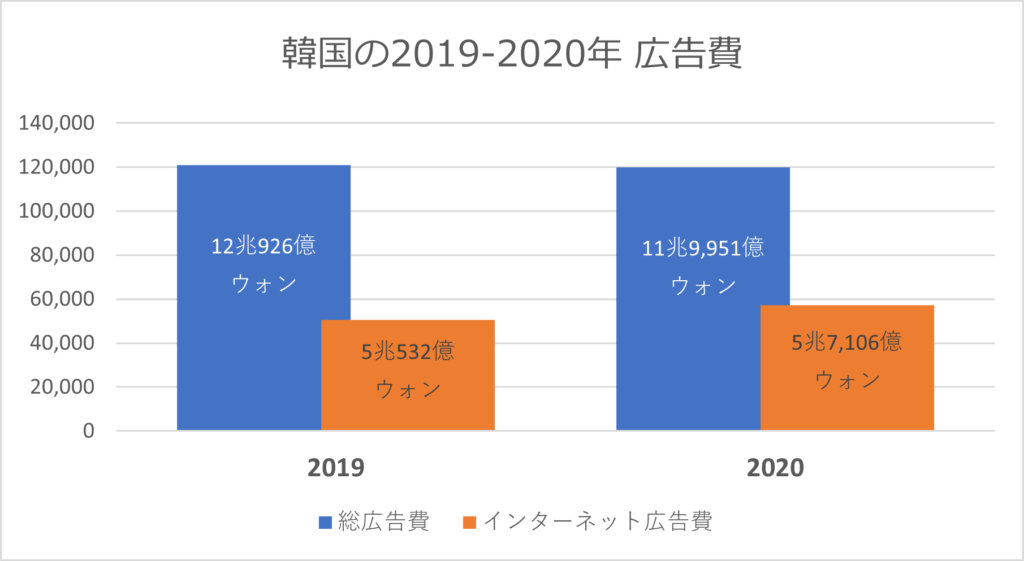 韓国の2019-2020年 広告費
140,000
120,000
100,000
80,000
60,000
40,000
20,000
0
12兆926億
ウォン
5兆532億
ウォン
11兆9,951億
ウォン
5兆7,106億
ウォン
2019
2020
総広告費
インターネット広告費